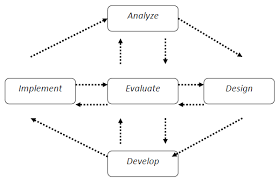 Analyze
Implement
Evaluate
Design
Develop